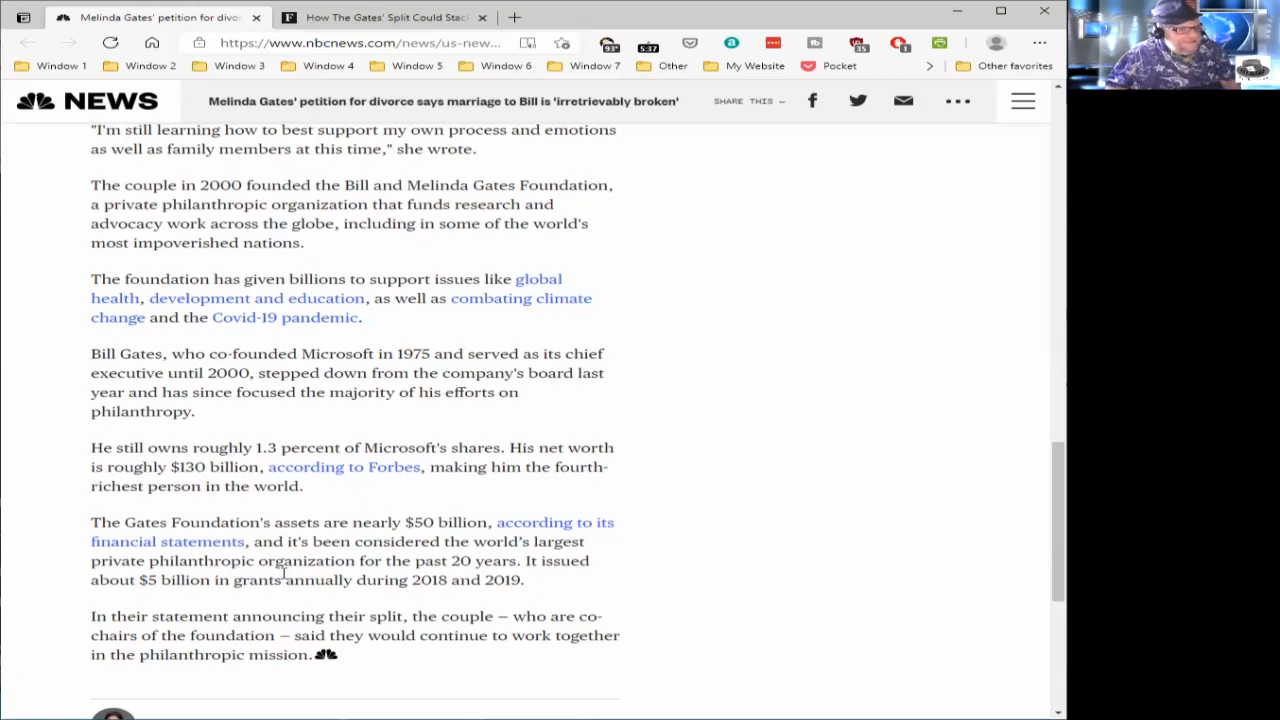 Melinda Gates' petition for divo
How The Gates' Split Could Stac
https://www.nbcnews.com/news/us-new...
93°
5:37
35
1
Window 1
Window 2
Window 3
Window 4
Window 5
Window 6
Window 7
Other
My Website
Pocket
Other favorites
NEWS
Melinda Gates' petition for divorce says marriage to Bill is 'irretrievably broken'
SHARE THIS —
"I'm still learning how to best support my own process and emotions
as well as family members at this time," she wrote.
The couple in 2000 founded the Bill and Melinda Gates Foundation,
a private philanthropic organization that funds research and
advocacy work across the globe, including in some of the world's
most impoverished nations.
The foundation has given billions to support issues like global
health, development and education, as well as combating climate
change and the Covid-19 pandemic.
Bill Gates, who co-founded Microsoft in 1975 and served as its chief
executive until 2000, stepped down from the company's board last
year and has since focused the majority of his efforts on
philanthropy.
He still owns roughly 1.3 percent of Microsoft's shares. His net worth
is roughly $130 billion, according to Forbes, making him the fourth-
richest person in the world.
The Gates Foundation's assets are nearly $50 billion, according to its
financial statements, and it's been considered the world's largest
private philanthropic organization for the past 20 years. It issued
about $5 billion in grants annually during 2018 and 2019.
In their statement announcing their split, the couple — who are co-
chairs of the foundation — said they would continue to work together
in the philanthropic mission.